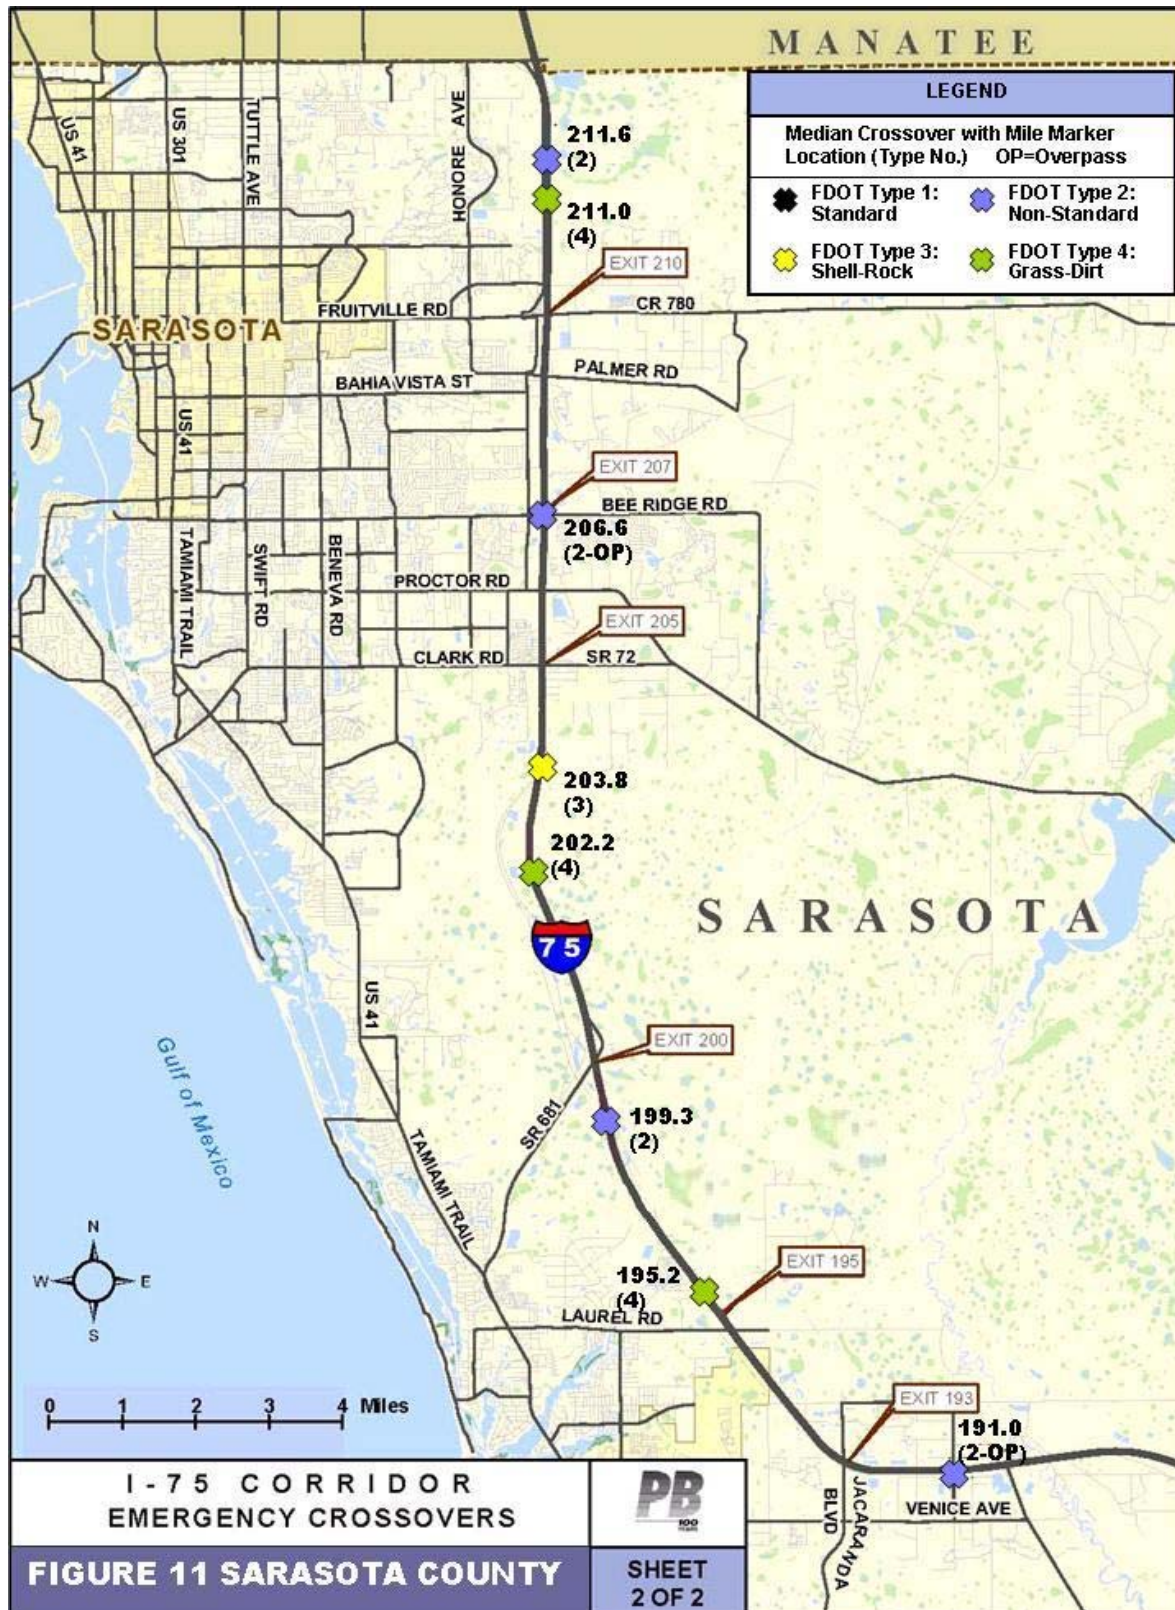 MANATEE
LEGEND
Median Crossover with Mile Marker
Location (Type No.) OP=Overpass
FDOT Type 1:
Standard
FDOT Type 2:
Non-Standard
FDOT Type 3:
Shell-Rock
FDOT Type 4:
Grass-Dirt
US 41
US 301
TUTTLE AVE
HONORE AVE
211.6
(2)
211.0
(4)
EXIT 210
FRUITVILLE RD
CR 780
SARASOTA
PALMER RD
BAHIA VISTA ST
US 41
EXIT 207
BEE RIDGE RD
206.6
(2-OP)
TAMIAMI TRAIL
SWIFT RD
BENEVA RD
PROCTOR RD
EXIT 205
CLARK RD
SR 72
203.8
(3)
202.2
(4)
SARASOTA
75
US 41
EXIT 200
Gulf of Mexico
SR 681
199.3
(2)
TAMIAMI TRAIL
N
W
E
S
EXIT 195
195.2
(4)
LAUREL RD
EXIT 193
0 1 2 3 4 Miles
191.0
(2-OP)
VENICE AVE
JACARANDA
BLVD
I-75 CORRIDOR
EMERGENCY CROSSOVERS
PB
100
YEARS
FIGURE 11 SARASOTA COUNTY
SHEET
2 OF 2